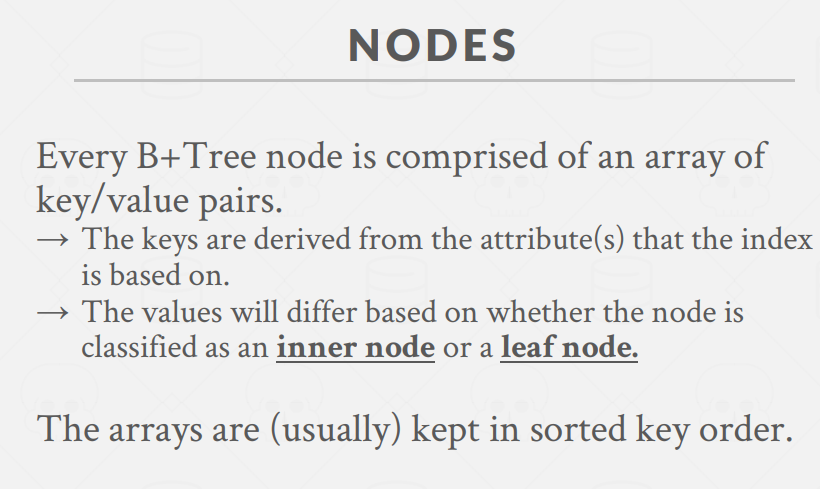 NODES
Every B+Tree node is comprised of an array of
key/value pairs.
→ The keys are derived from the attribute(s) that the index
is based on.
→ The values will differ based on whether the node is
classified as an inner node or a leaf node.
The arrays are (usually) kept in sorted key order.